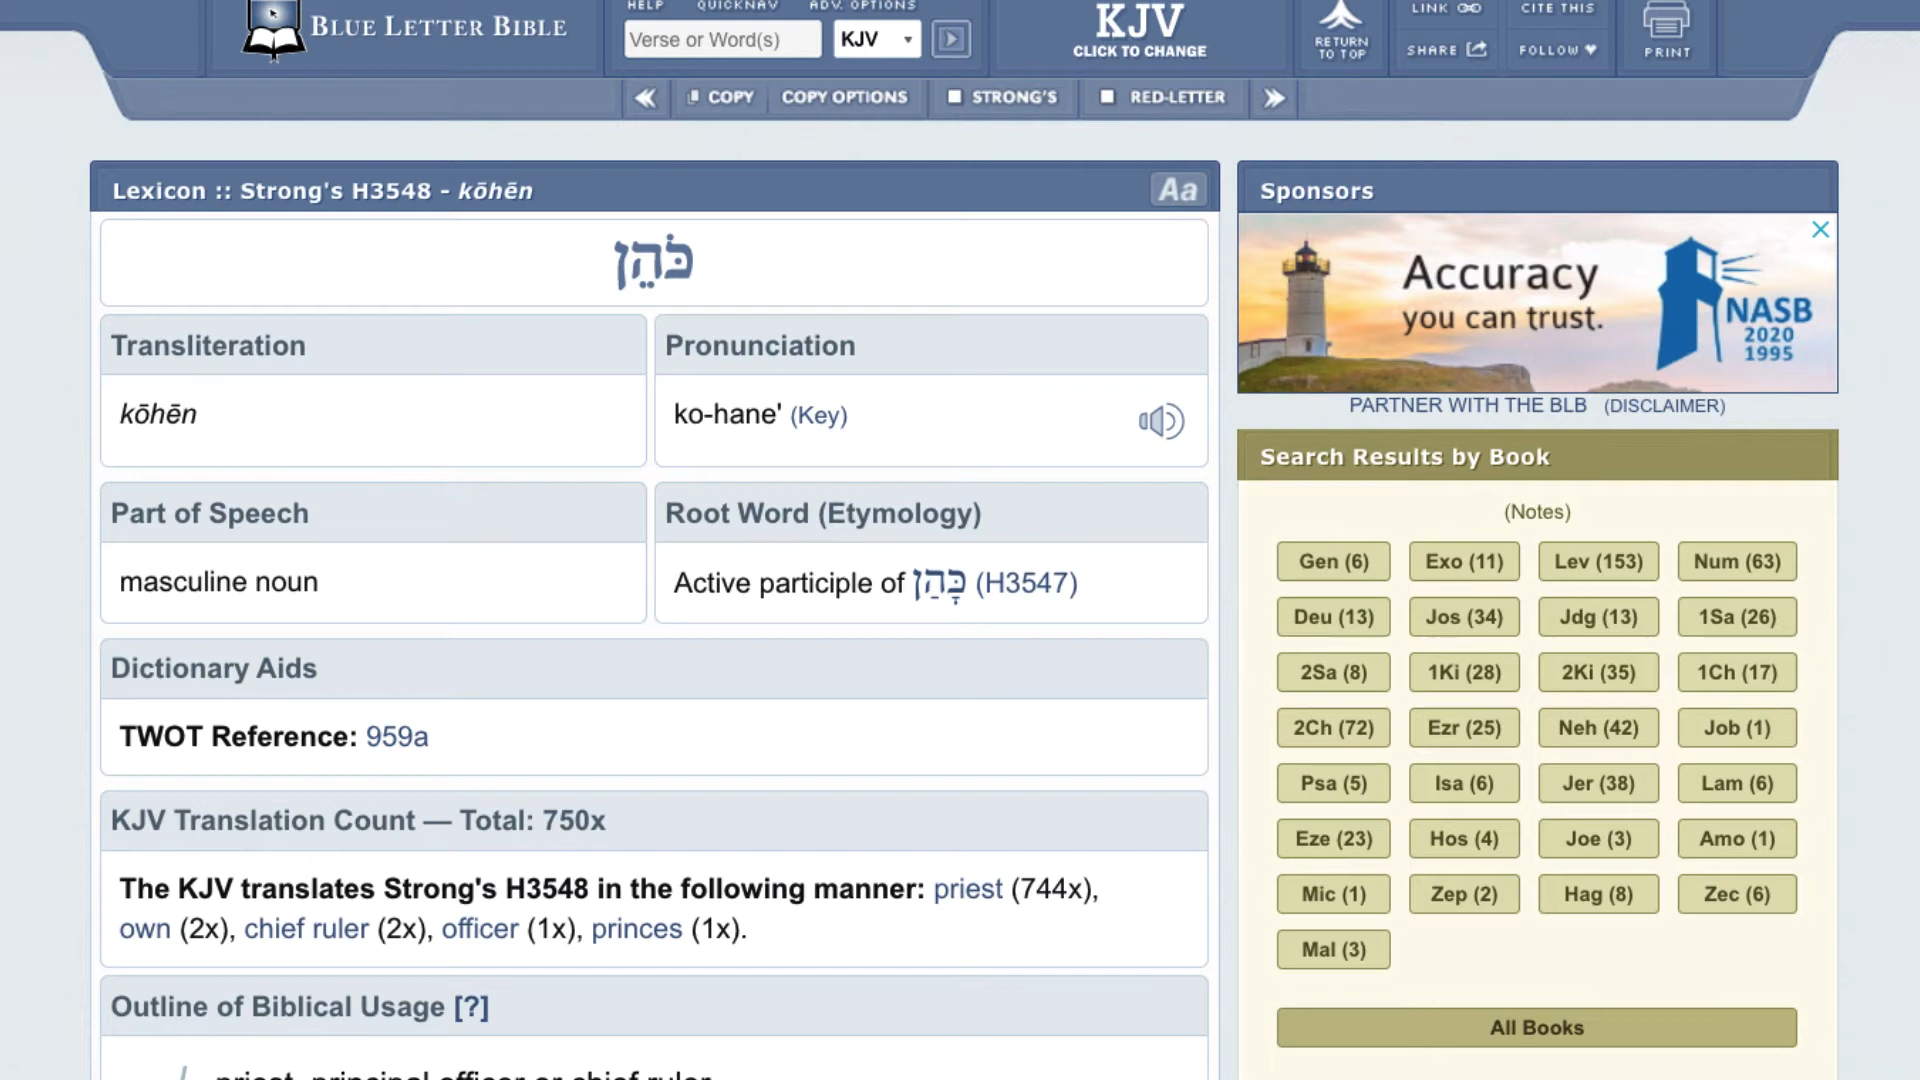 HELP QUICKNAV ADV. OPTIONS
BLUE LETTER BIBLE
Verse or Word(s)
KJV
KJV
CLICK TO CHANGE
RETURN
TO TOP
LINK
CITE THIS
SHARE
FOLLOW
PRINT
COPY
COPY OPTIONS
STRONG'S
RED-LETTER
Lexicon :: Strong's H3548 - kōhēn
Aa
כֹּהֵן
Transliteration
kōhēn
Pronunciation
ko-hane' (Key)
Part of Speech
masculine noun
Root Word (Etymology)
Active participle of כָּהַן (H3547)
Dictionary Aids
TWOT Reference: 959a
KJV Translation Count — Total: 750x
The KJV translates Strong's H3548 in the following manner: priest (744x),
own (2x), chief ruler (2x), officer (1x), princes (1x).
Outline of Biblical Usage [?]
priest, principal officer or chief ruler
Sponsors
Accuracy
you can trust.
NASB
2020
1995
PARTNER WITH THE BLB (DISCLAIMER)
Search Results by Book
(Notes)
Gen (6) Exo (11) Lev (153) Num (63)
Deu (13) Jos (34) Jdg (13) 1Sa (26)
2Sa (8) 1Ki (28) 2Ki (35) 1Ch (17)
2Ch (72) Ezr (25) Neh (42) Job (1)
Psa (5) Isa (6) Jer (38) Lam (6)
Eze (23) Hos (4) Joe (3) Amo (1)
Mic (1) Zep (2) Hag (8) Zec (6)
Mal (3)
All Books